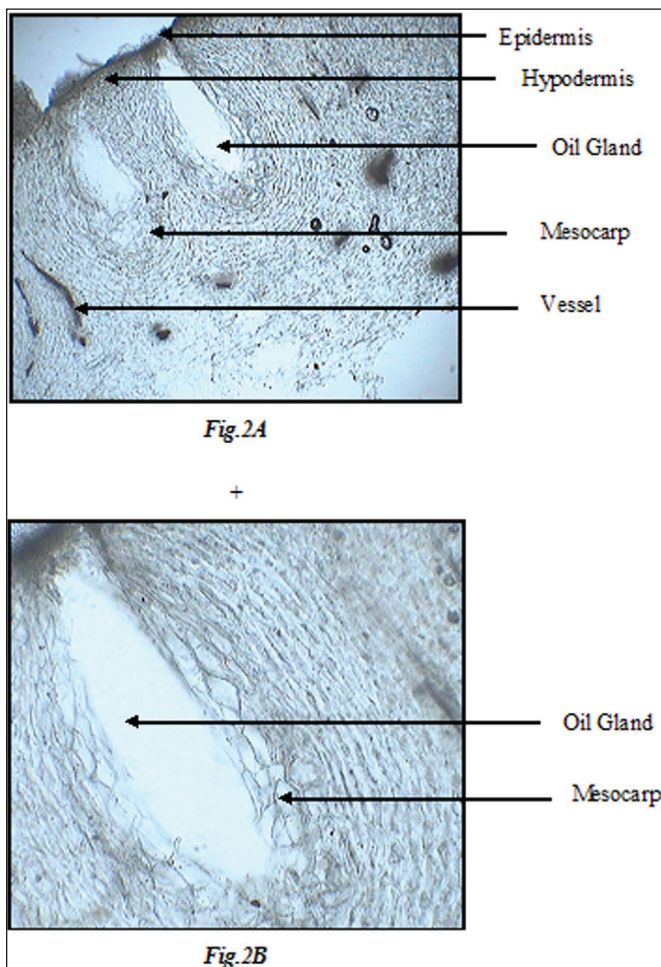 Epidermis
Hypodermis
Oil Gland
Mesocarp
Vessel
Fig.2A
+
Oil Gland
Mesocarp
Fig.2B